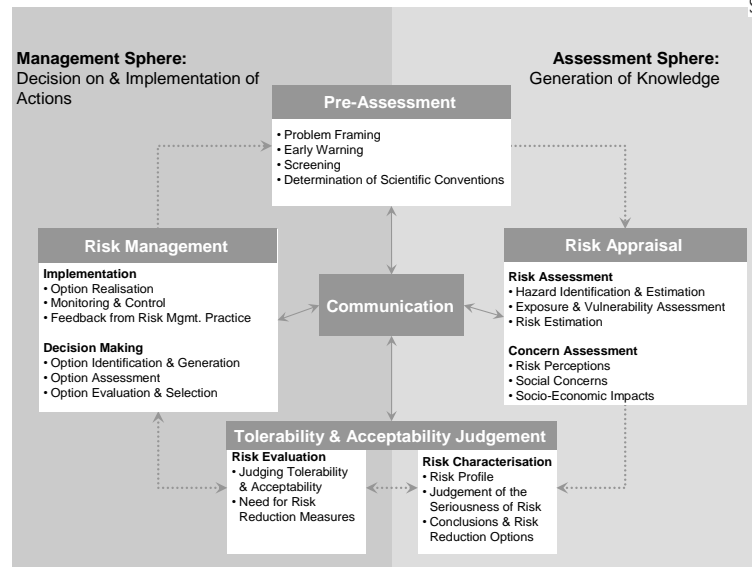 Management Sphere:
Decision on & Implementation of
Actions
Assessment Sphere:
Generation of Knowledge
Pre-Assessment
• Problem Framing
• Early Warning
• Screening
• Determination of Scientific Conventions
Risk Management
Implementation
• Option Realisation
• Monitoring & Control
• Feedback from Risk Mgmt. Practice
Decision Making
• Option Identification & Generation
• Option Assessment
• Option Evaluation & Selection
Communication
Risk Appraisal
Risk Assessment
• Hazard Identification & Estimation
• Exposure & Vulnerability Assessment
• Risk Estimation
Concern Assessment
• Risk Perceptions
• Social Concerns
• Socio-Economic Impacts
Tolerability & Acceptability Judgement
Risk Evaluation
• Judging Tolerability
& Acceptability
• Need for Risk
Reduction Measures
Risk Characterisation
• Risk Profile
• Judgement of the
Seriousness of Risk
• Conclusions & Risk
Reduction Options